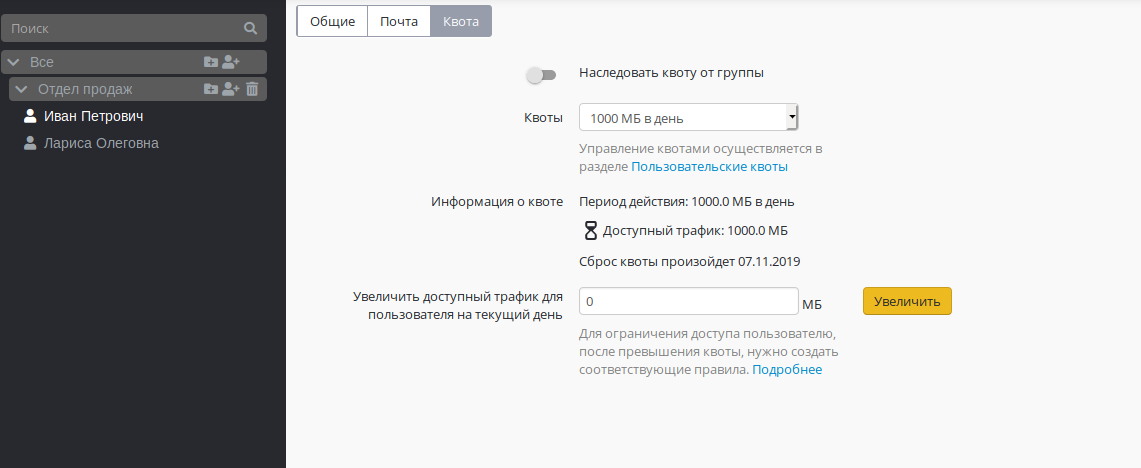 Поиск
Все
Отдел продаж
Иван Петрович
Лариса Олеговна
Общие
Почта
Квота
Наследовать квоту от группы
Квоты
1000 МБ в день
Управление квотами осуществляется в
разделе Пользовательские квоты
Информация о квоте
Период действия: 1000.0 МБ в день
Доступный трафик: 1000.0 МБ
Сброс квоты произойдет 07.11.2019
Увеличить доступный трафик для
пользователя на текущий день
0
МБ
Увеличить
Для ограничения доступа пользователю,
после превышения квоты, нужно создать
соответствующие правила. Подробнее